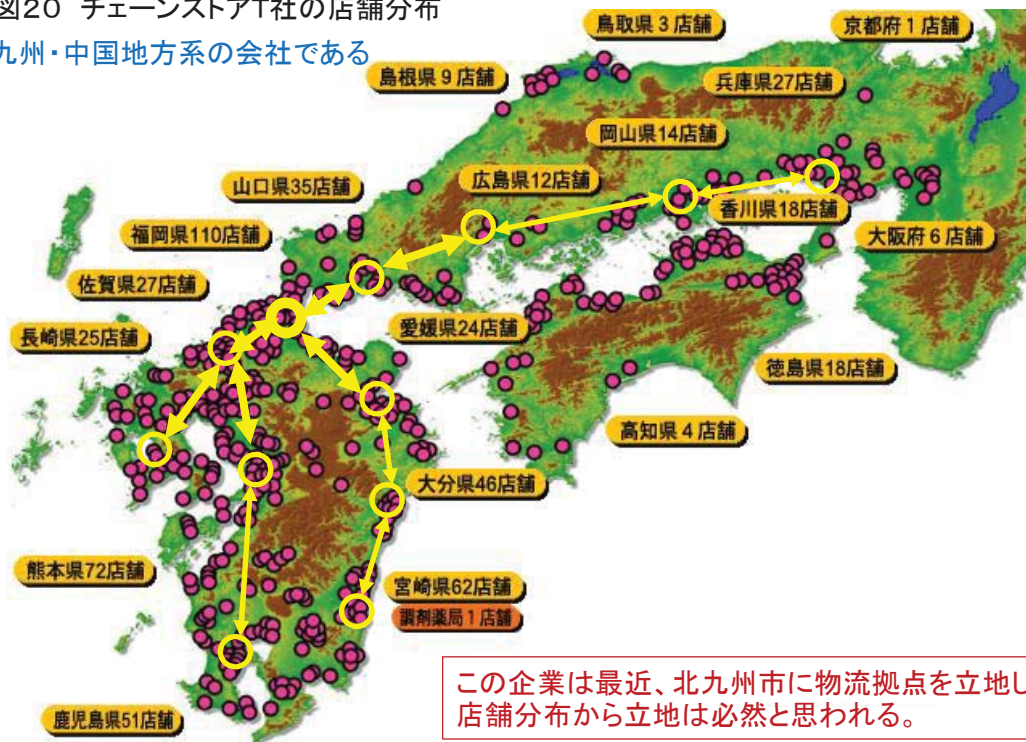 図20 チェーンストアT社の店舗分布
九州・中国地方系の会社である
鳥取県3店舗
京都府1店舗
島根県9店舗
兵庫県27店舗
岡山県14店舗
山口県35店舗
広島県12店舗
香川県18店舗
福岡県110店舗
大阪府6店舗
佐賀県27店舗
長崎県25店舗
愛媛県24店舗
徳島県18店舗
高知県4店舗
大分県46店舗
熊本県72店舗
宮崎県62店舗
調剤薬局1店舗
鹿児島県51店舗
この企業は最近、北九州市に物流拠点を立地し
店舗分布から立地は必然と思われる。